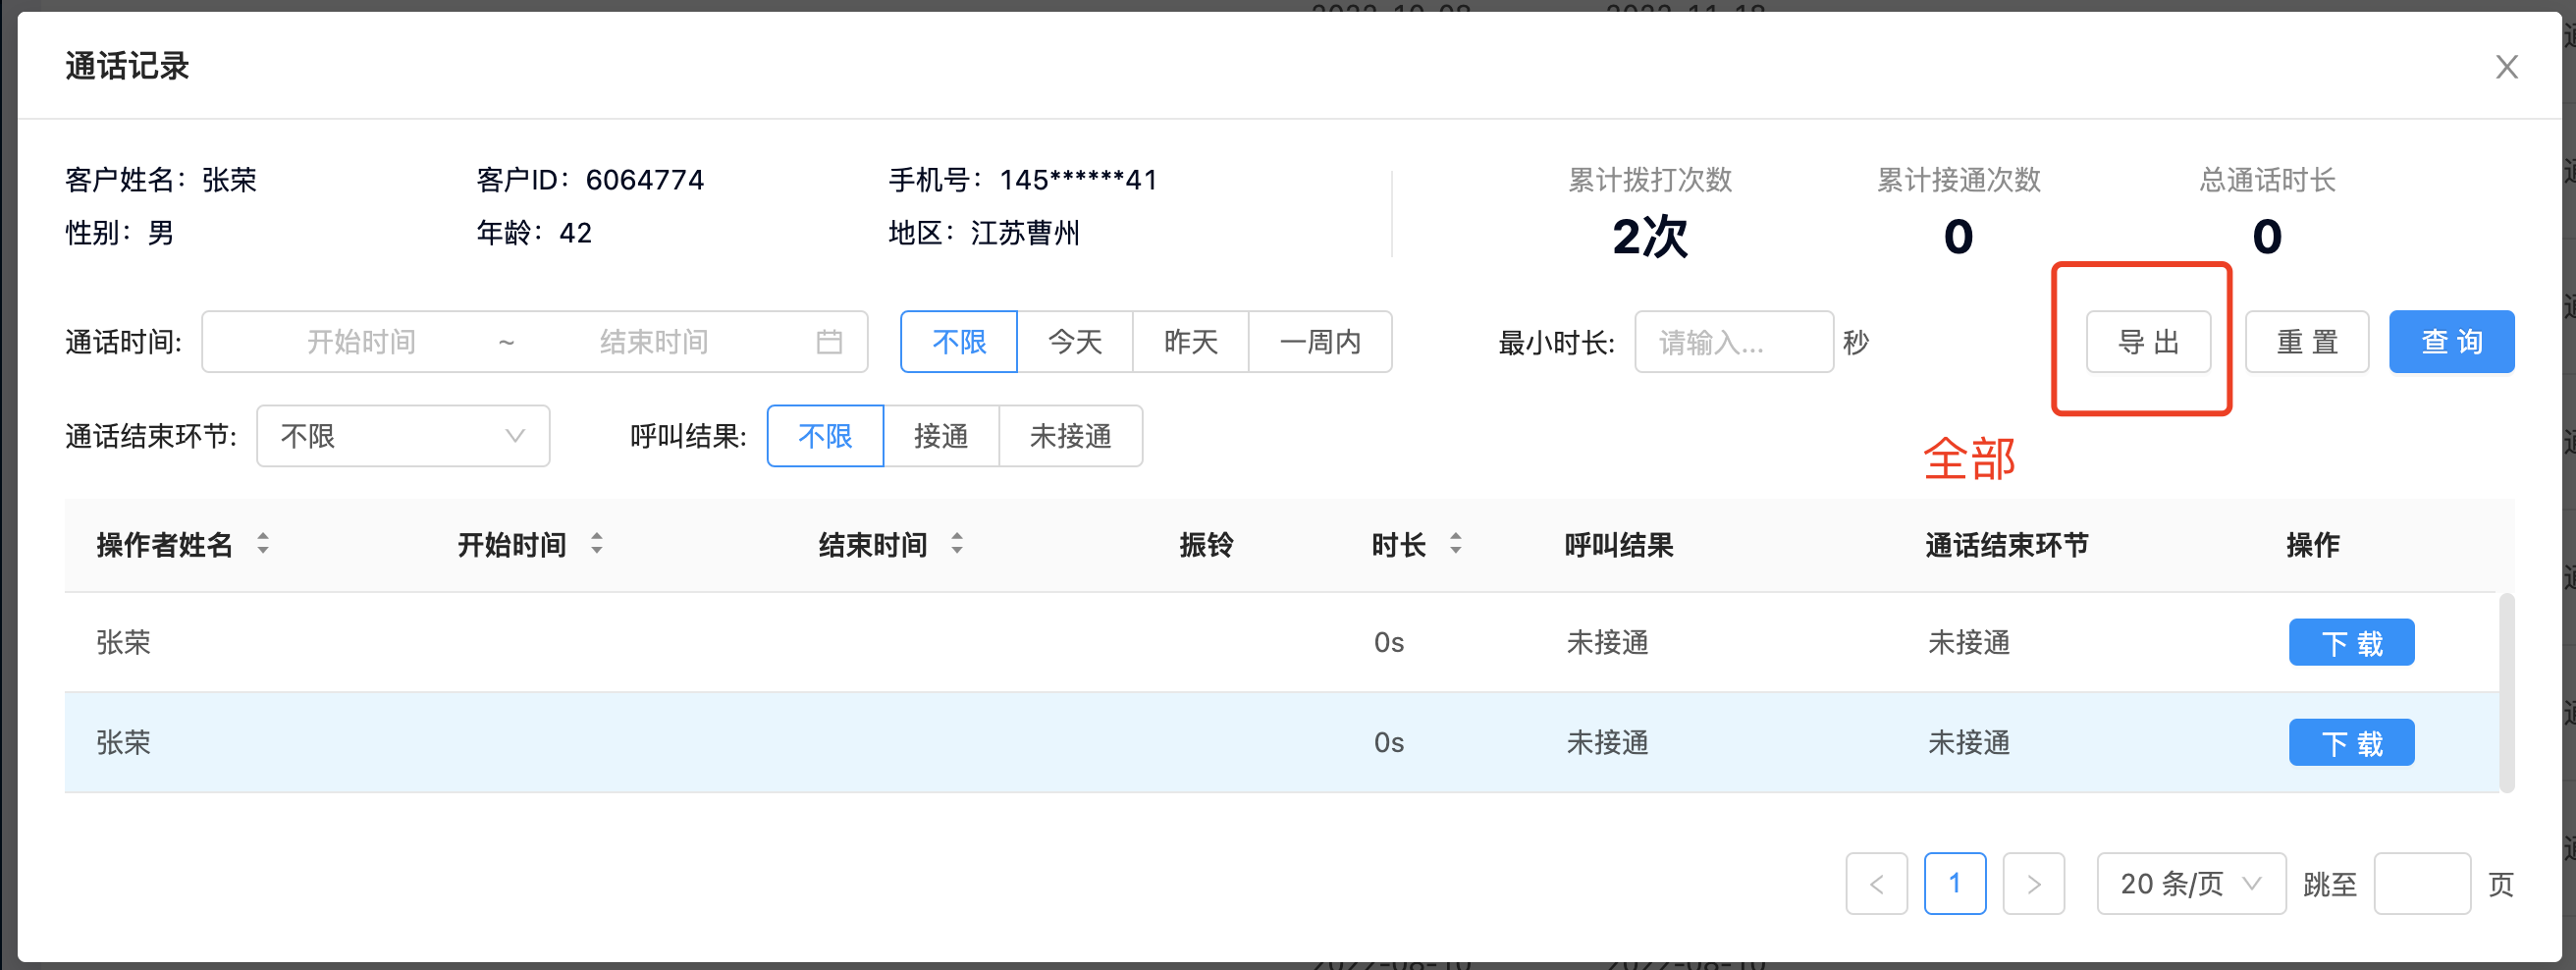 通话记录
客户姓名：张荣 客户ID：6064774 手机号：145******41 累计拨打次数 累计接通次数 总通话时长
性别：男 年龄：42 地区：江苏曹州 2次 0 0
通话时间: 开始时间 ~ 结束时间 不限 今天 昨天 一周内 最小时长: 请输入... 秒 导出 重置 查询
通话结束环节: 不限 呼叫结果: 不限 接通 未接通 全部
操作者姓名 开始时间 结束时间 振铃 时长 呼叫结果 通话结束环节 操作
张荣 0s 未接通 未接通 下载
张荣 0s 未接通 未接通 下载
< 1 > 20 条/页 跳至 页